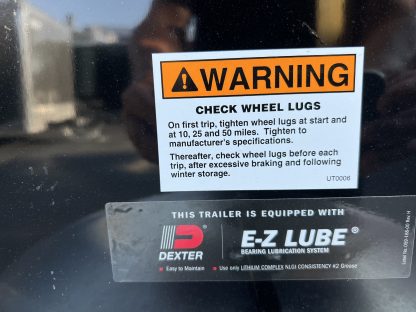 WARNING
CHECK WHEEL LUGS
On first trip, tighten wheel lugs at start and
at 10, 25 and 50 miles. Tighten to
manufacturer's specifications.
Thereafter, check wheel lugs before each
trip, after excessive braking and following
winter storage.
UT0006
THIS TRAILER IS EQUIPPED WITH
DEXTER
E-Z LUBE®
BEARING LUBRICATION SYSTEM
Easy to Maintain
Use only LITHIUM COMPLEX NLGI CONSISTENCY #2 Grease